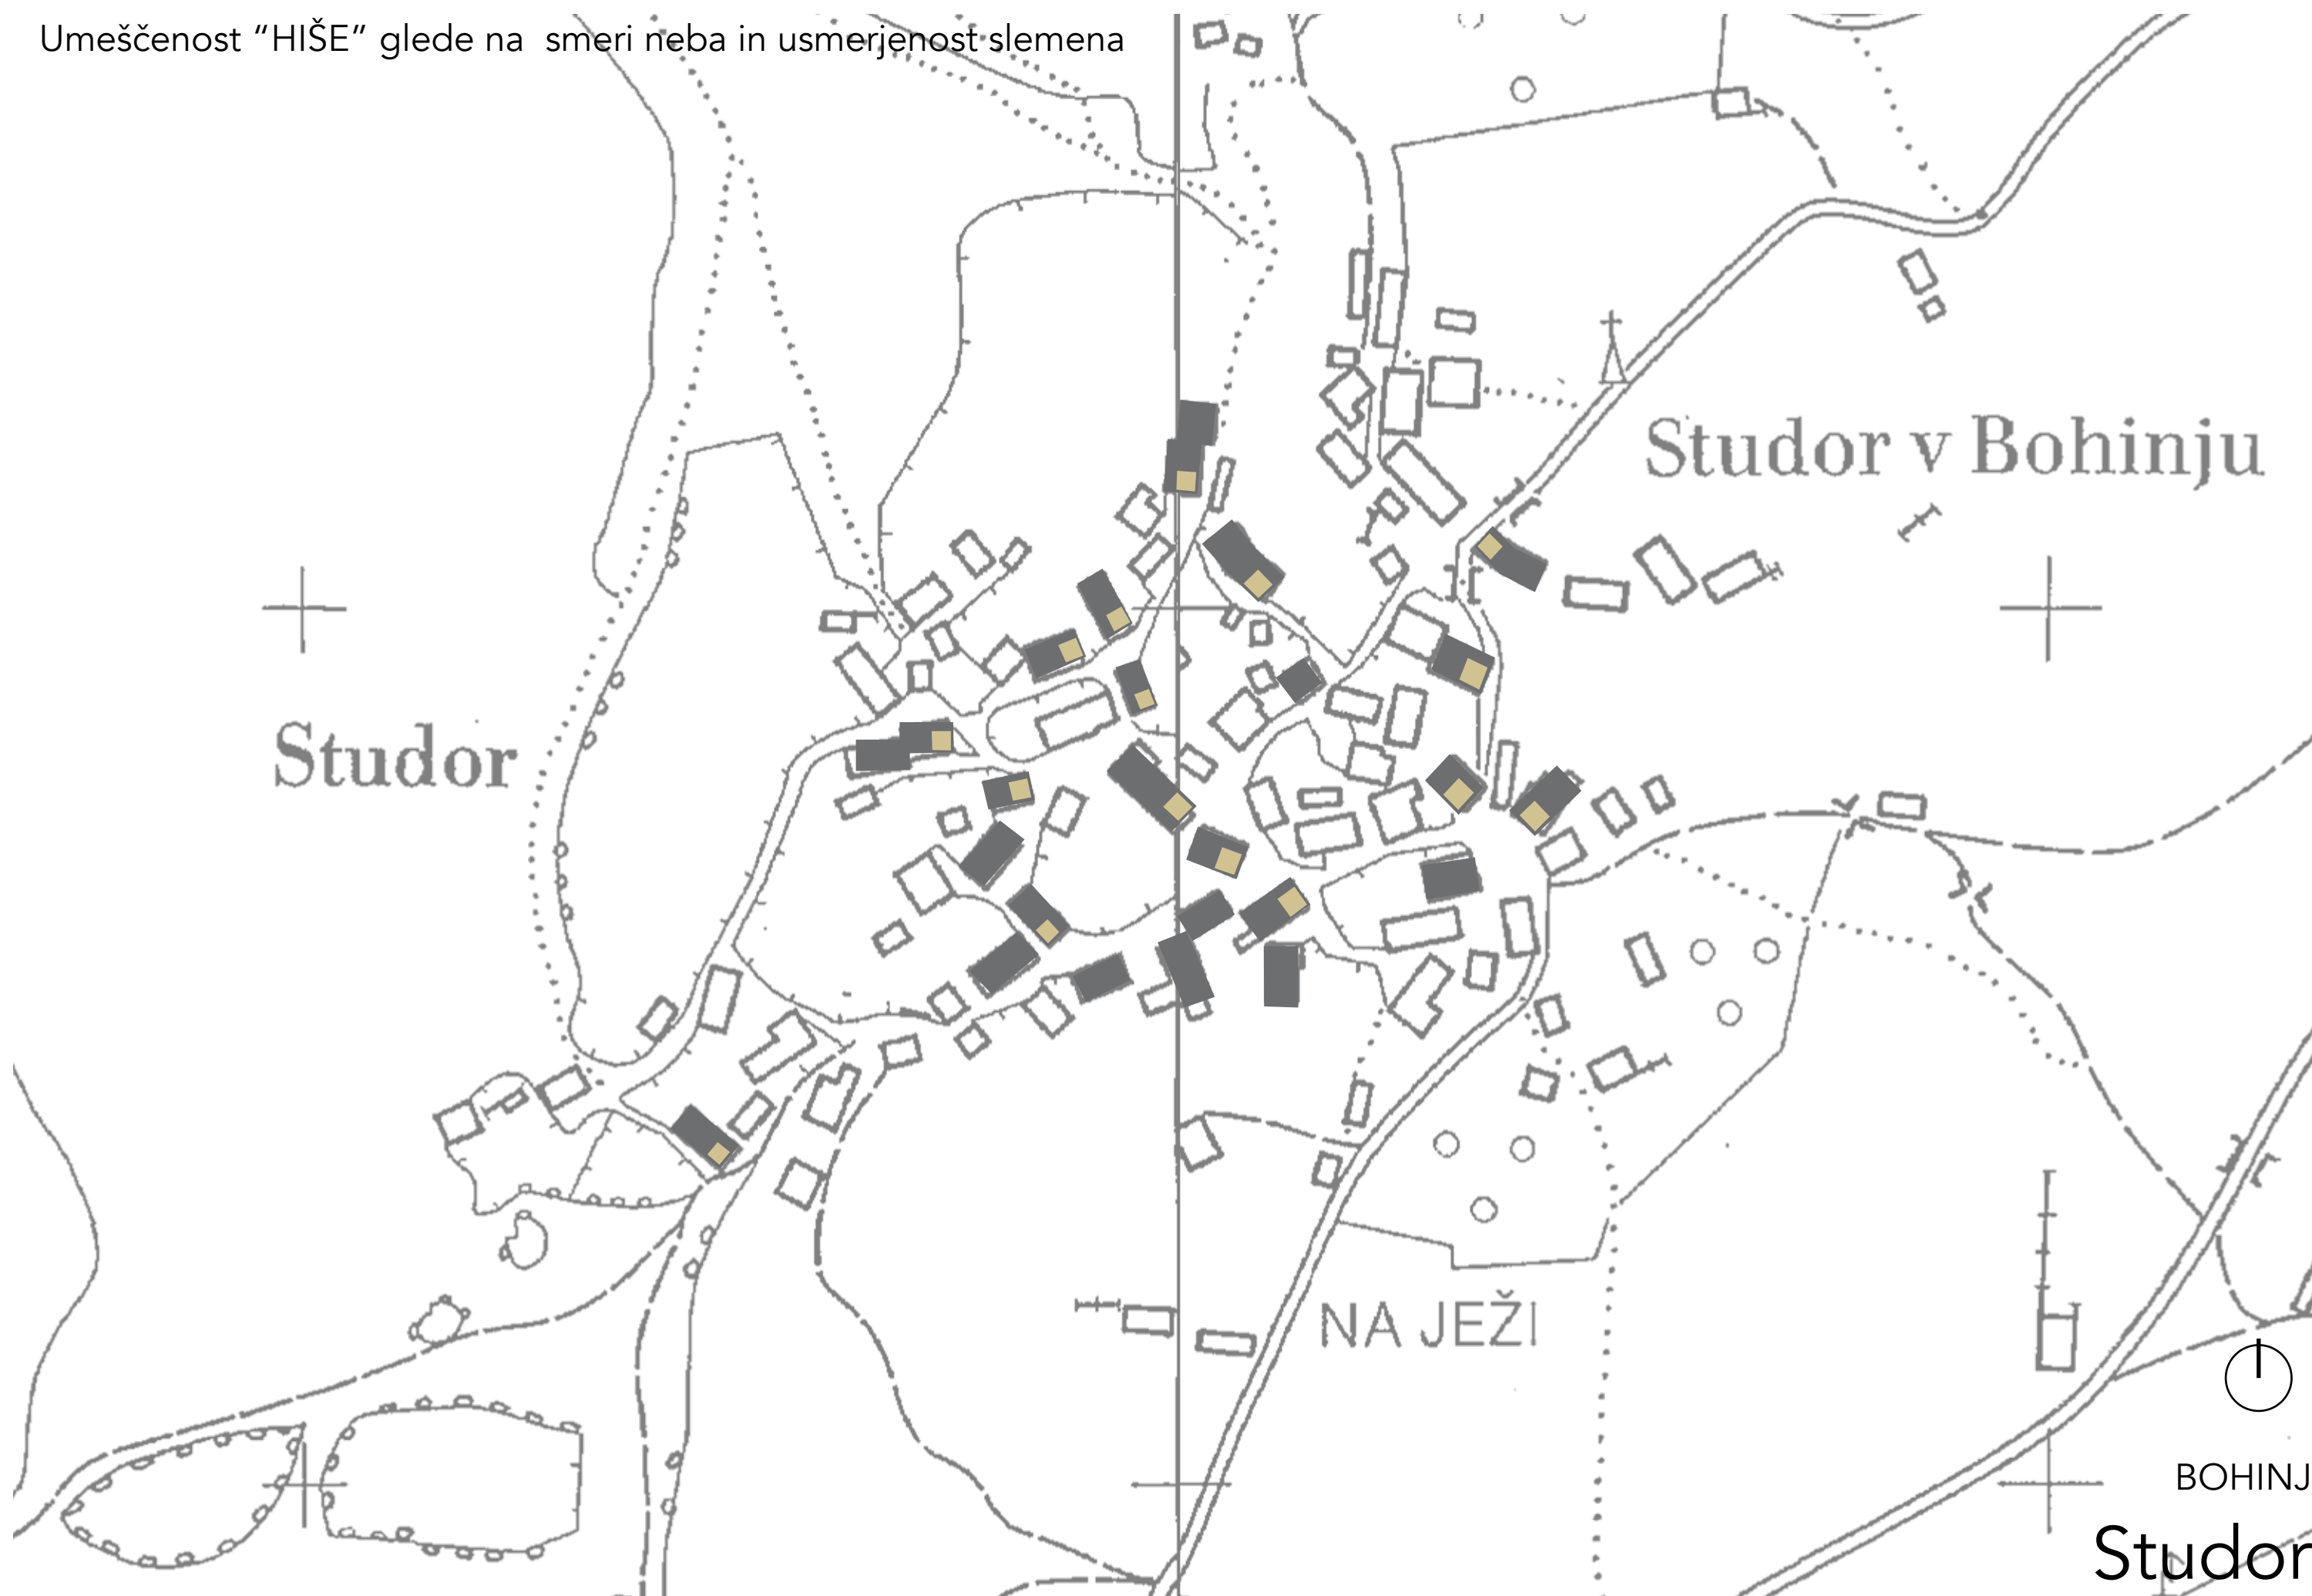 Umeščenost “HIŠE” glede na  smeri neba in usmerjenost slemena
Studor v Bohinju
Studor
NA JEŽI
BOHINJ
Studor